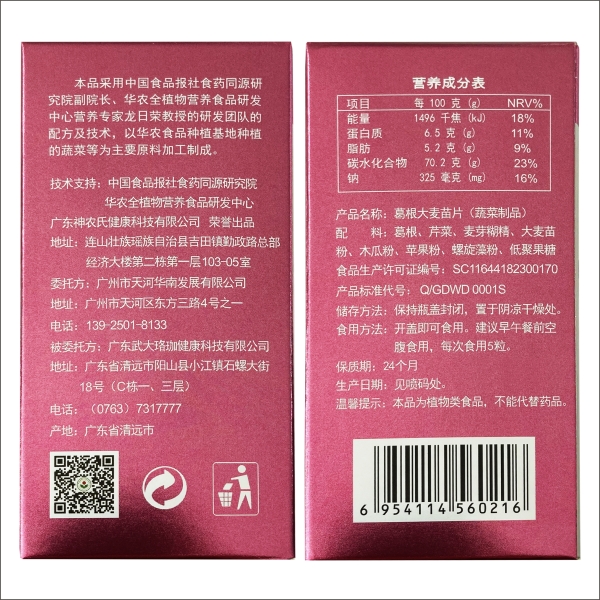 本品采用中国食品报社食药同源研
究院副院长、华农全植物营养食品研发
中心营养专家龙日荣教授的研发团队
的配方及技术，以华农食品种植基地种植
的蔬菜等为主要原料加工制成。
技术支持：中国食品报社食药同源研究院
华农全植物营养食品研发中心
广东神农氏健康科技有限公司 荣誉出品
地址：连山壮族瑶族自治县吉田镇勤政路总部
经济大楼第二栋第一层103-05室
委托方：广州市天河华南发展有限公司
地址：广州市天河区东方三路4号之一
电话： 139-2501-8133
被委托方：广东武大珞珈健康科技有限公司
地址：广东省清远市阳山县小江镇石螺大街
18号（C栋一、三层）
电话：（0763）7317777
产地：广东省清远市
营养成分表
项目 每 100 克 (g) NRV%
能量 1496 千焦 (kJ) 18%
蛋白质 6.5 克 (g) 11%
脂肪 5.2 克 (g) 9%
碳水化合物 70.2 克 (g) 23%
钠 325 毫克 (mg) 16%
产品名称：葛根大麦苗片（蔬菜制品）
配 料：葛根、芹菜、麦芽糊精、大麦苗
粉、木瓜粉、苹果粉、螺旋藻粉、低聚果糖
食品生产许可证编号：SC11644182300170
产品标准代号：Q/GDWD 0001S
储存方法：保持瓶盖封闭，置于阴凉干燥处。
食用方法：开盖即可食用。建议早午餐前空
腹食用，每次食用5粒。
保质期：24个月
生产日期：见喷码处。
温馨提示：本品为植物类食品，不能代替药品。
6 954114 560216